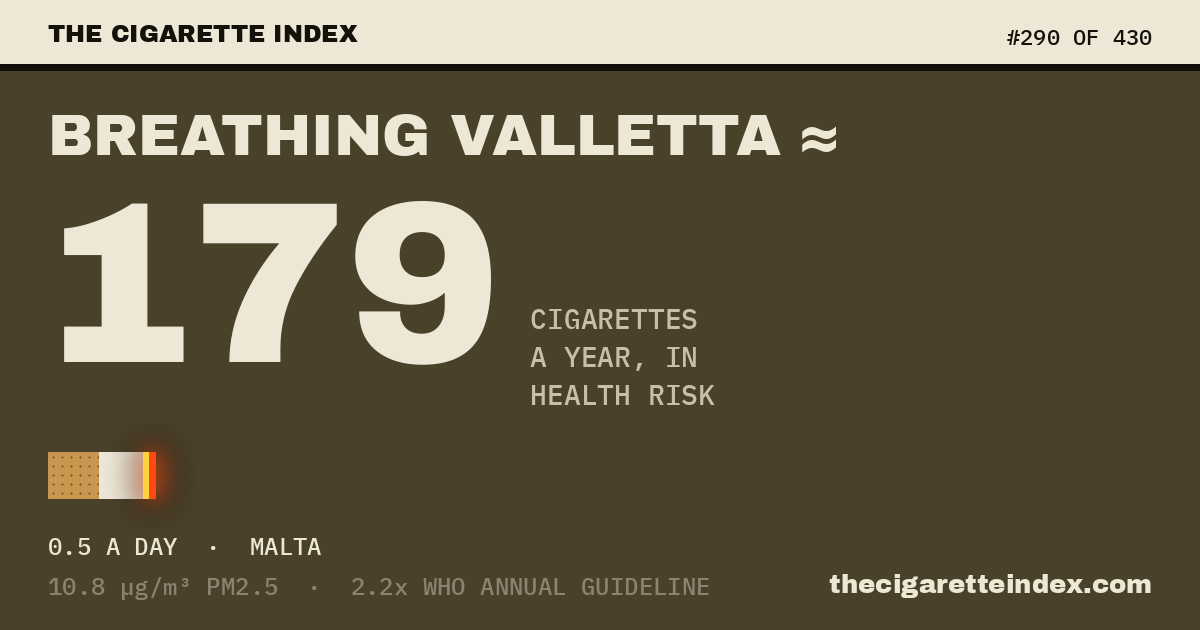 THE CIGARETTE INDEX
#290 OF 430
BREATHING VALLETTA ≈
179
CIGARETTES
A YEAR, IN
HEALTH RISK
0.5 A DAY · MALTA
10.8 µg/m³ PM2.5 · 2.2x WHO ANNUAL GUIDELINE
thecigaretteindex.com